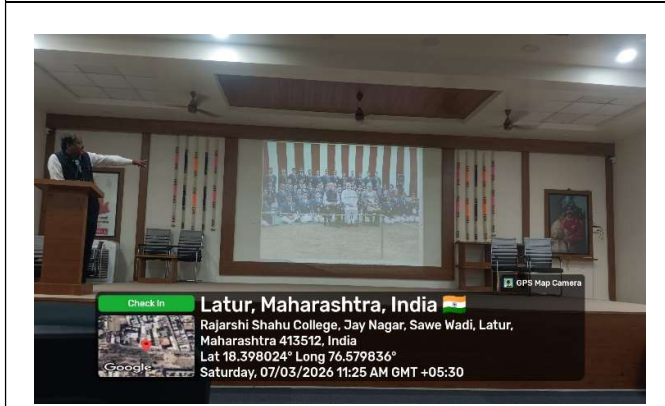 GPS Map Camera
Check In
Latur, Maharashtra, India
Rajarshi Shahu College, Jay Nagar, Sawe Wadi, Latur,
Maharashtra 413512, India
Lat 18.398024° Long 76.579836°
Saturday, 07/03/2026 11:25 AM GMT +05:30
Google